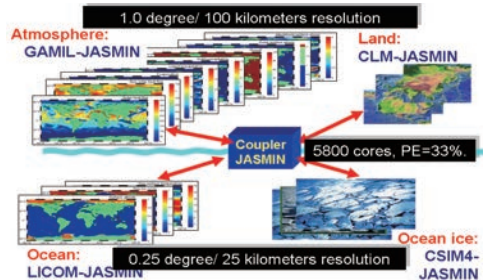 1.0 degree/ 100 kilometers resolution
Atmosphere:
GAMIL-JASMIN
Land:
CLM-JASMIN
Coupler
JASMIN
5800 cores, PE=33%.
Ocean:
LICOM-JASMIN
0.25 degree/ 25 kilometers resolution
Ocean ice:
CSIM4-
JASMIN